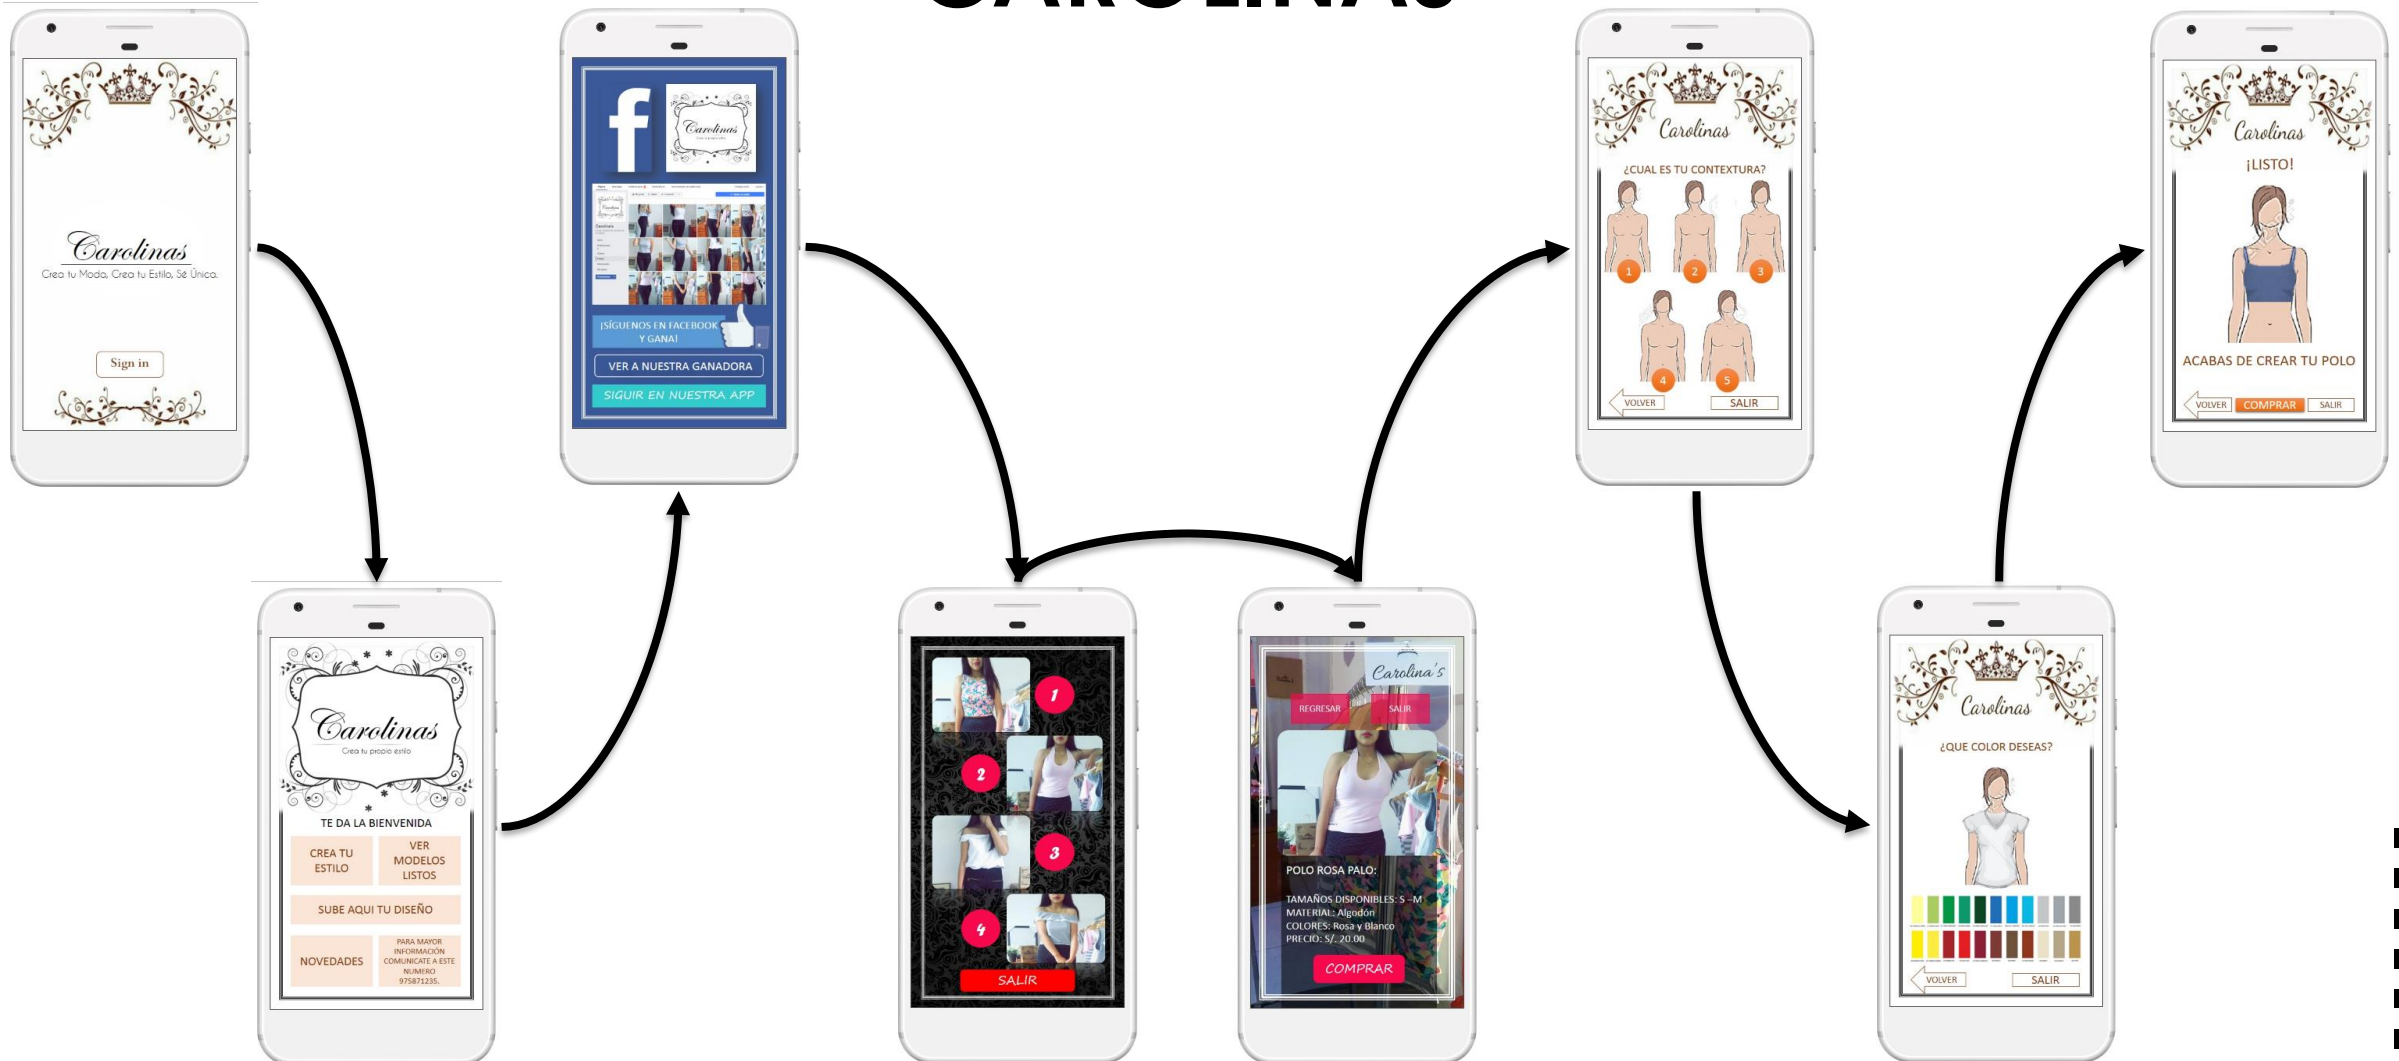 CAROLINAS
Carolinas
Crea tu Moda, Crea tu Estilo, Sé Única.
Sign in
Carolinas
Crea tu propio estilo
TE DA LA BIENVENIDA
CREA TU
ESTILO
VER
MODELOS
LISTOS
SUBE AQUI TU DISEÑO
NOVEDADES
PARA MAYOR
INFORMACIÓN
COMUNICATE A ESTE
NUMERO
975871235.
f
Carolinas
¡SÍGUENOS EN FACEBOOK
Y GANA!
VER A NUESTRA GANADORA
SIGUIR EN NUESTRA APP
1
2
3
4
SALIR
Carolina's
REGRESAR
SALIR
POLO ROSA PALO:
TAMAÑOS DISPONIBLES: S –M
MATERIAL: Algodón
COLORES: Rosa y Blanco
PRECIO: S/. 20.00
COMPRAR
Carolinas
¿CUAL ES TU CONTEXTURA?
1
2
3
4
5
VOLVER
SALIR
Carolinas
¿QUE COLOR DESEAS?
VOLVER
SALIR
Carolinas
¡LISTO!
ACABAS DE CREAR TU POLO
VOLVER
COMPRAR
SALIR